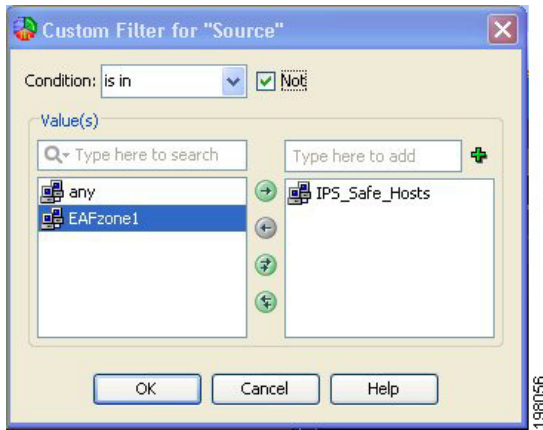 Custom Filter for "Source"
Condition: is in Not
Value(s)
Type here to search
Type here to add
any
EAFzone1
IPS_Safe_Hosts
OK Cancel Help
198056